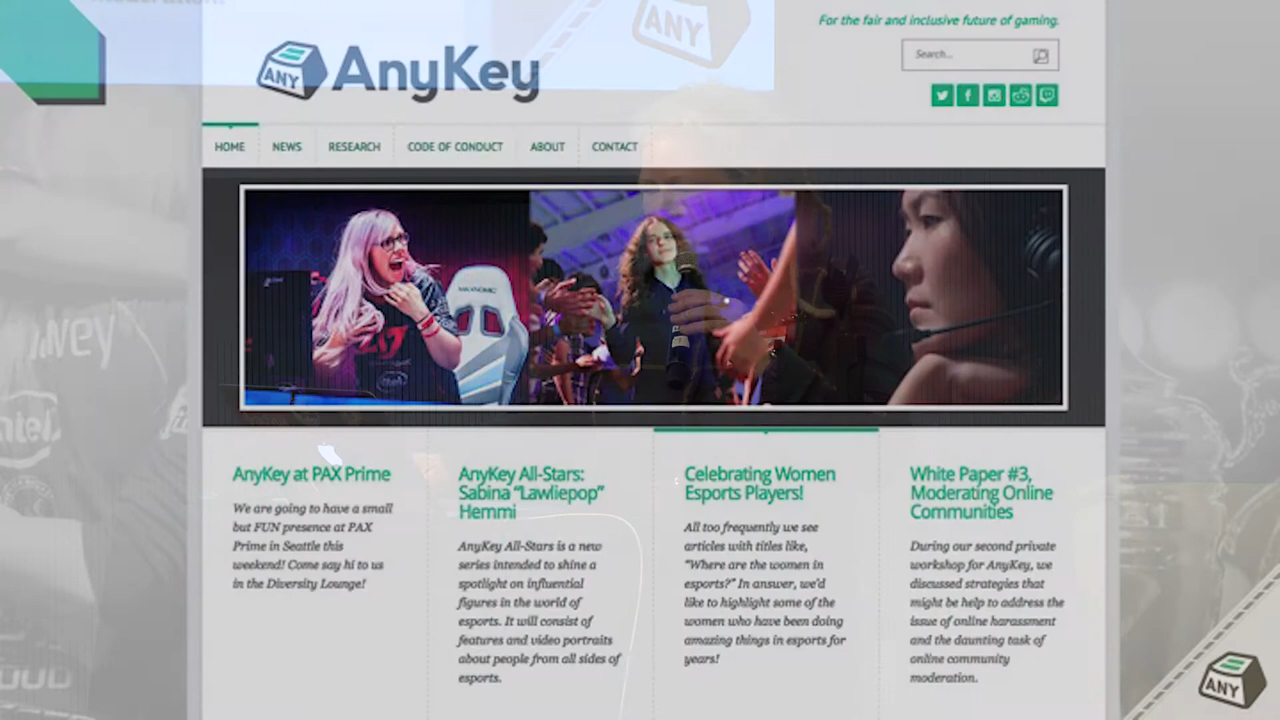 For the fair and inclusive future of gaming.
ANY
ANY AnyKey
Search...
HOME NEWS RESEARCH CODE OF CONDUCT ABOUT CONTACT
MAXNOMIC
intel
AnyKey at PAX Prime
We are going to have a small
but FUN presence at PAX
Prime in Seattle this
weekend! Come say hi to us
in the Diversity Lounge!
AnyKey All-Stars:
Sabina “Lawliepop”
Hemmi
AnyKey All-Stars is a new
series intended to shine a
spotlight on influential
figures in the world of
esports. It will consist of
features and video portraits
about people from all sides of
esports.
Celebrating Women
Esports Players!
All too frequently we see
articles with titles like,
“Where are the women in
esports?” In answer, we’d
like to highlight some of the
women who have been doing
amazing things in esports for
years!
White Paper #3,
Moderating Online
Communities
During our second private
workshop for AnyKey, we
discussed strategies that
might be help to address the
issue of online harassment
and the daunting task of
online community
moderation.
ANY